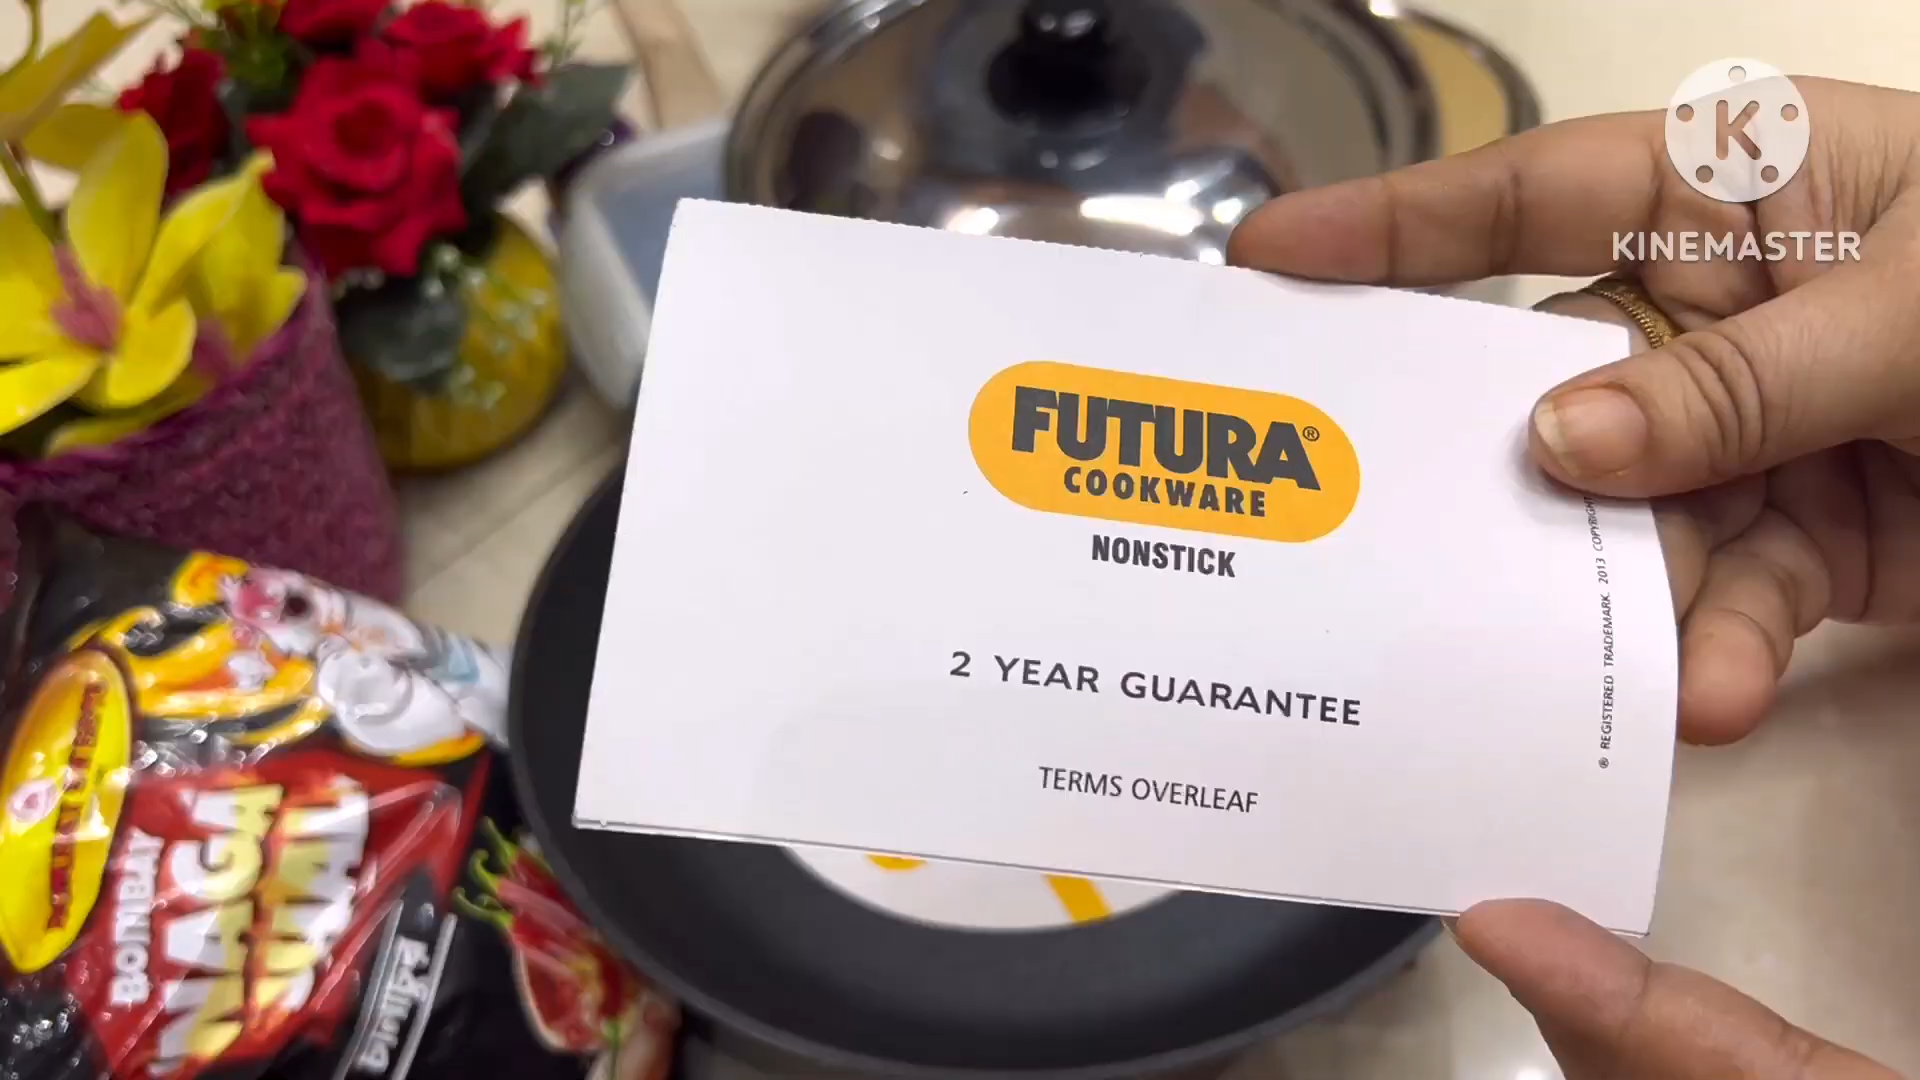 K
KINEMASTER
FUTURA®
COOKWARE
NONSTICK
2 YEAR GUARANTEE
TERMS OVERLEAF
® REGISTERED TRADEMARK. 2013 COPYRIGHT
BOMBAY